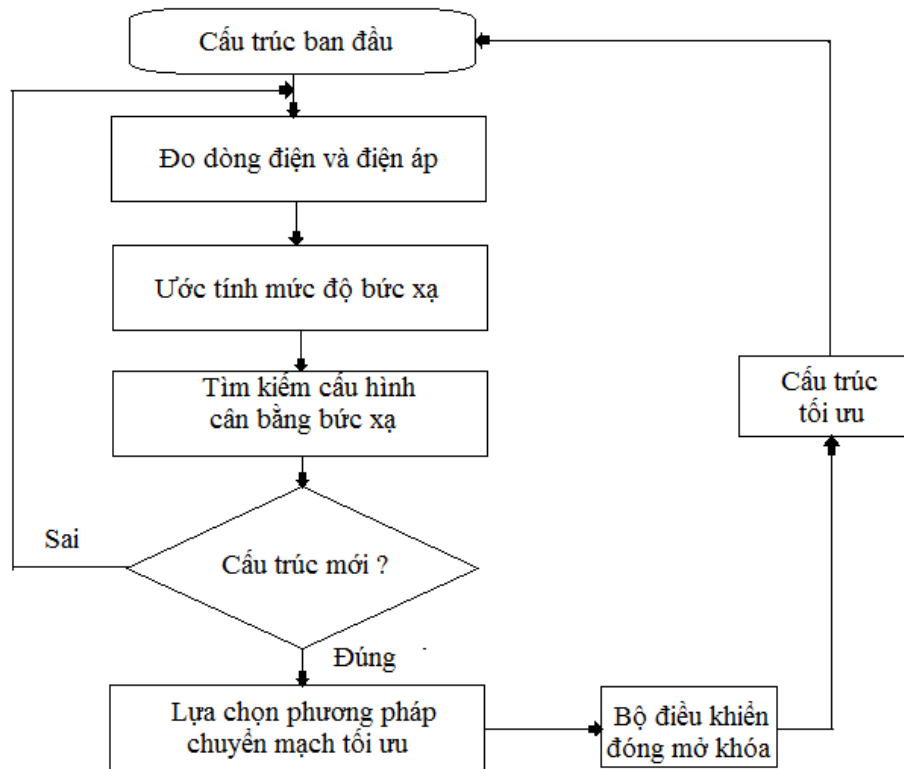 Cấu trúc ban đầu
Đo dòng điện và điện áp
Ước tính mức độ bức xạ
Tìm kiếm cấu hình
cân bằng bức xạ
Cấu trúc
tối ưu
Sai
Cấu trúc mới ?
Đúng
Lựa chọn phương pháp
chuyển mạch tối ưu
Bộ điều khiển
đóng mở khóa